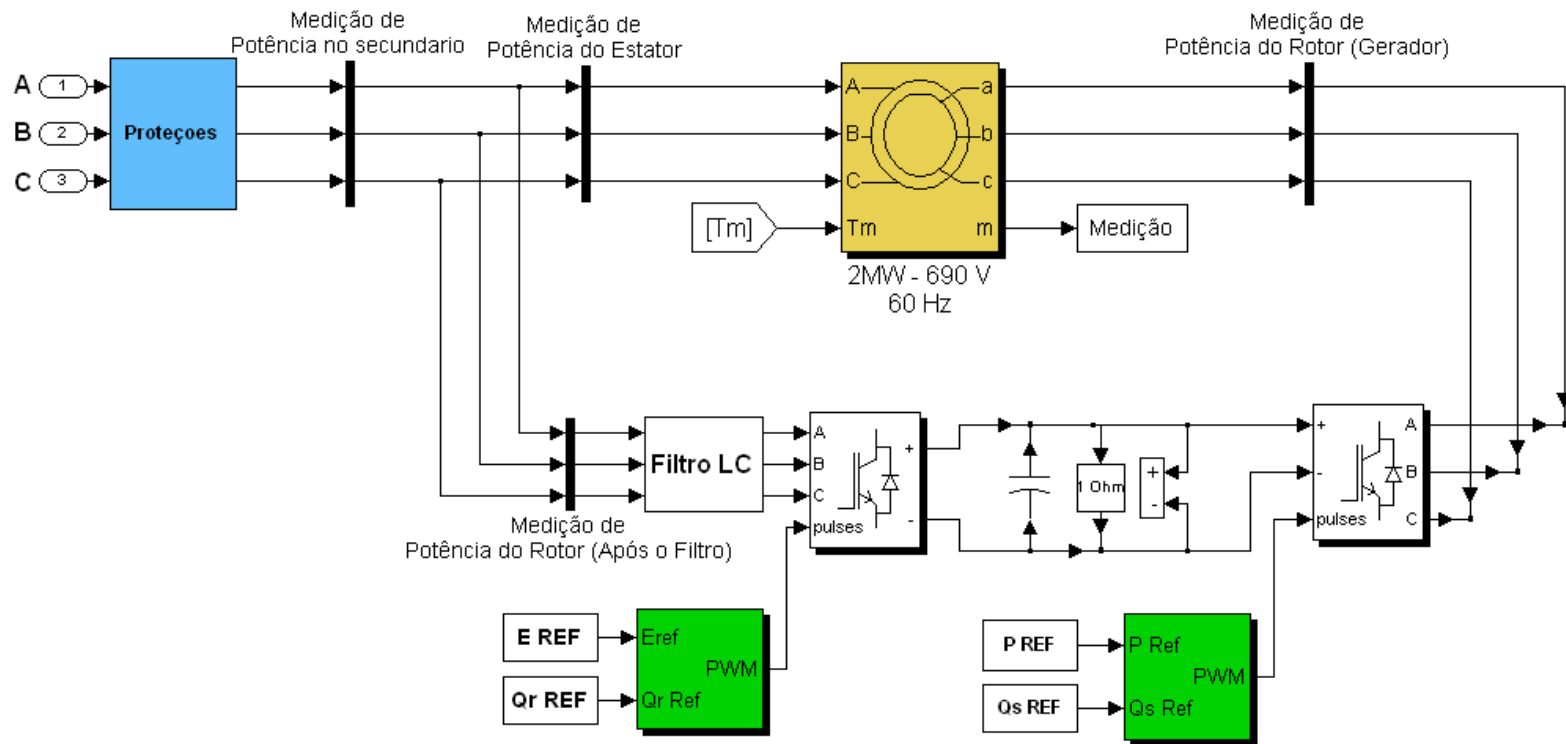 Medição de
Potência no secundario
Medição de
Potência do Estator
Medição de
Potência do Rotor (Gerador)
A 1
B 2
C 3
Proteçoes
A
B
C
Tm
a
b
c
m
[Tm]
Medição
2MW - 690 V
60 Hz
Medição de
Potência do Rotor (Após o Filtro)
Filtro LC
A
B
C
pulses
+
-
1 Ohm
+
-
+
-
pulses
A
B
C
E REF
Qr REF
Eref
Qr Ref
PWM
P REF
Qs REF
P Ref
Qs Ref
PWM